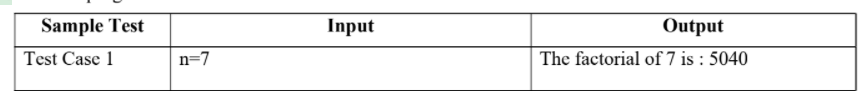 Sample Test Input Output
Test Case 1 n=7 The factorial of 7 is : 5040